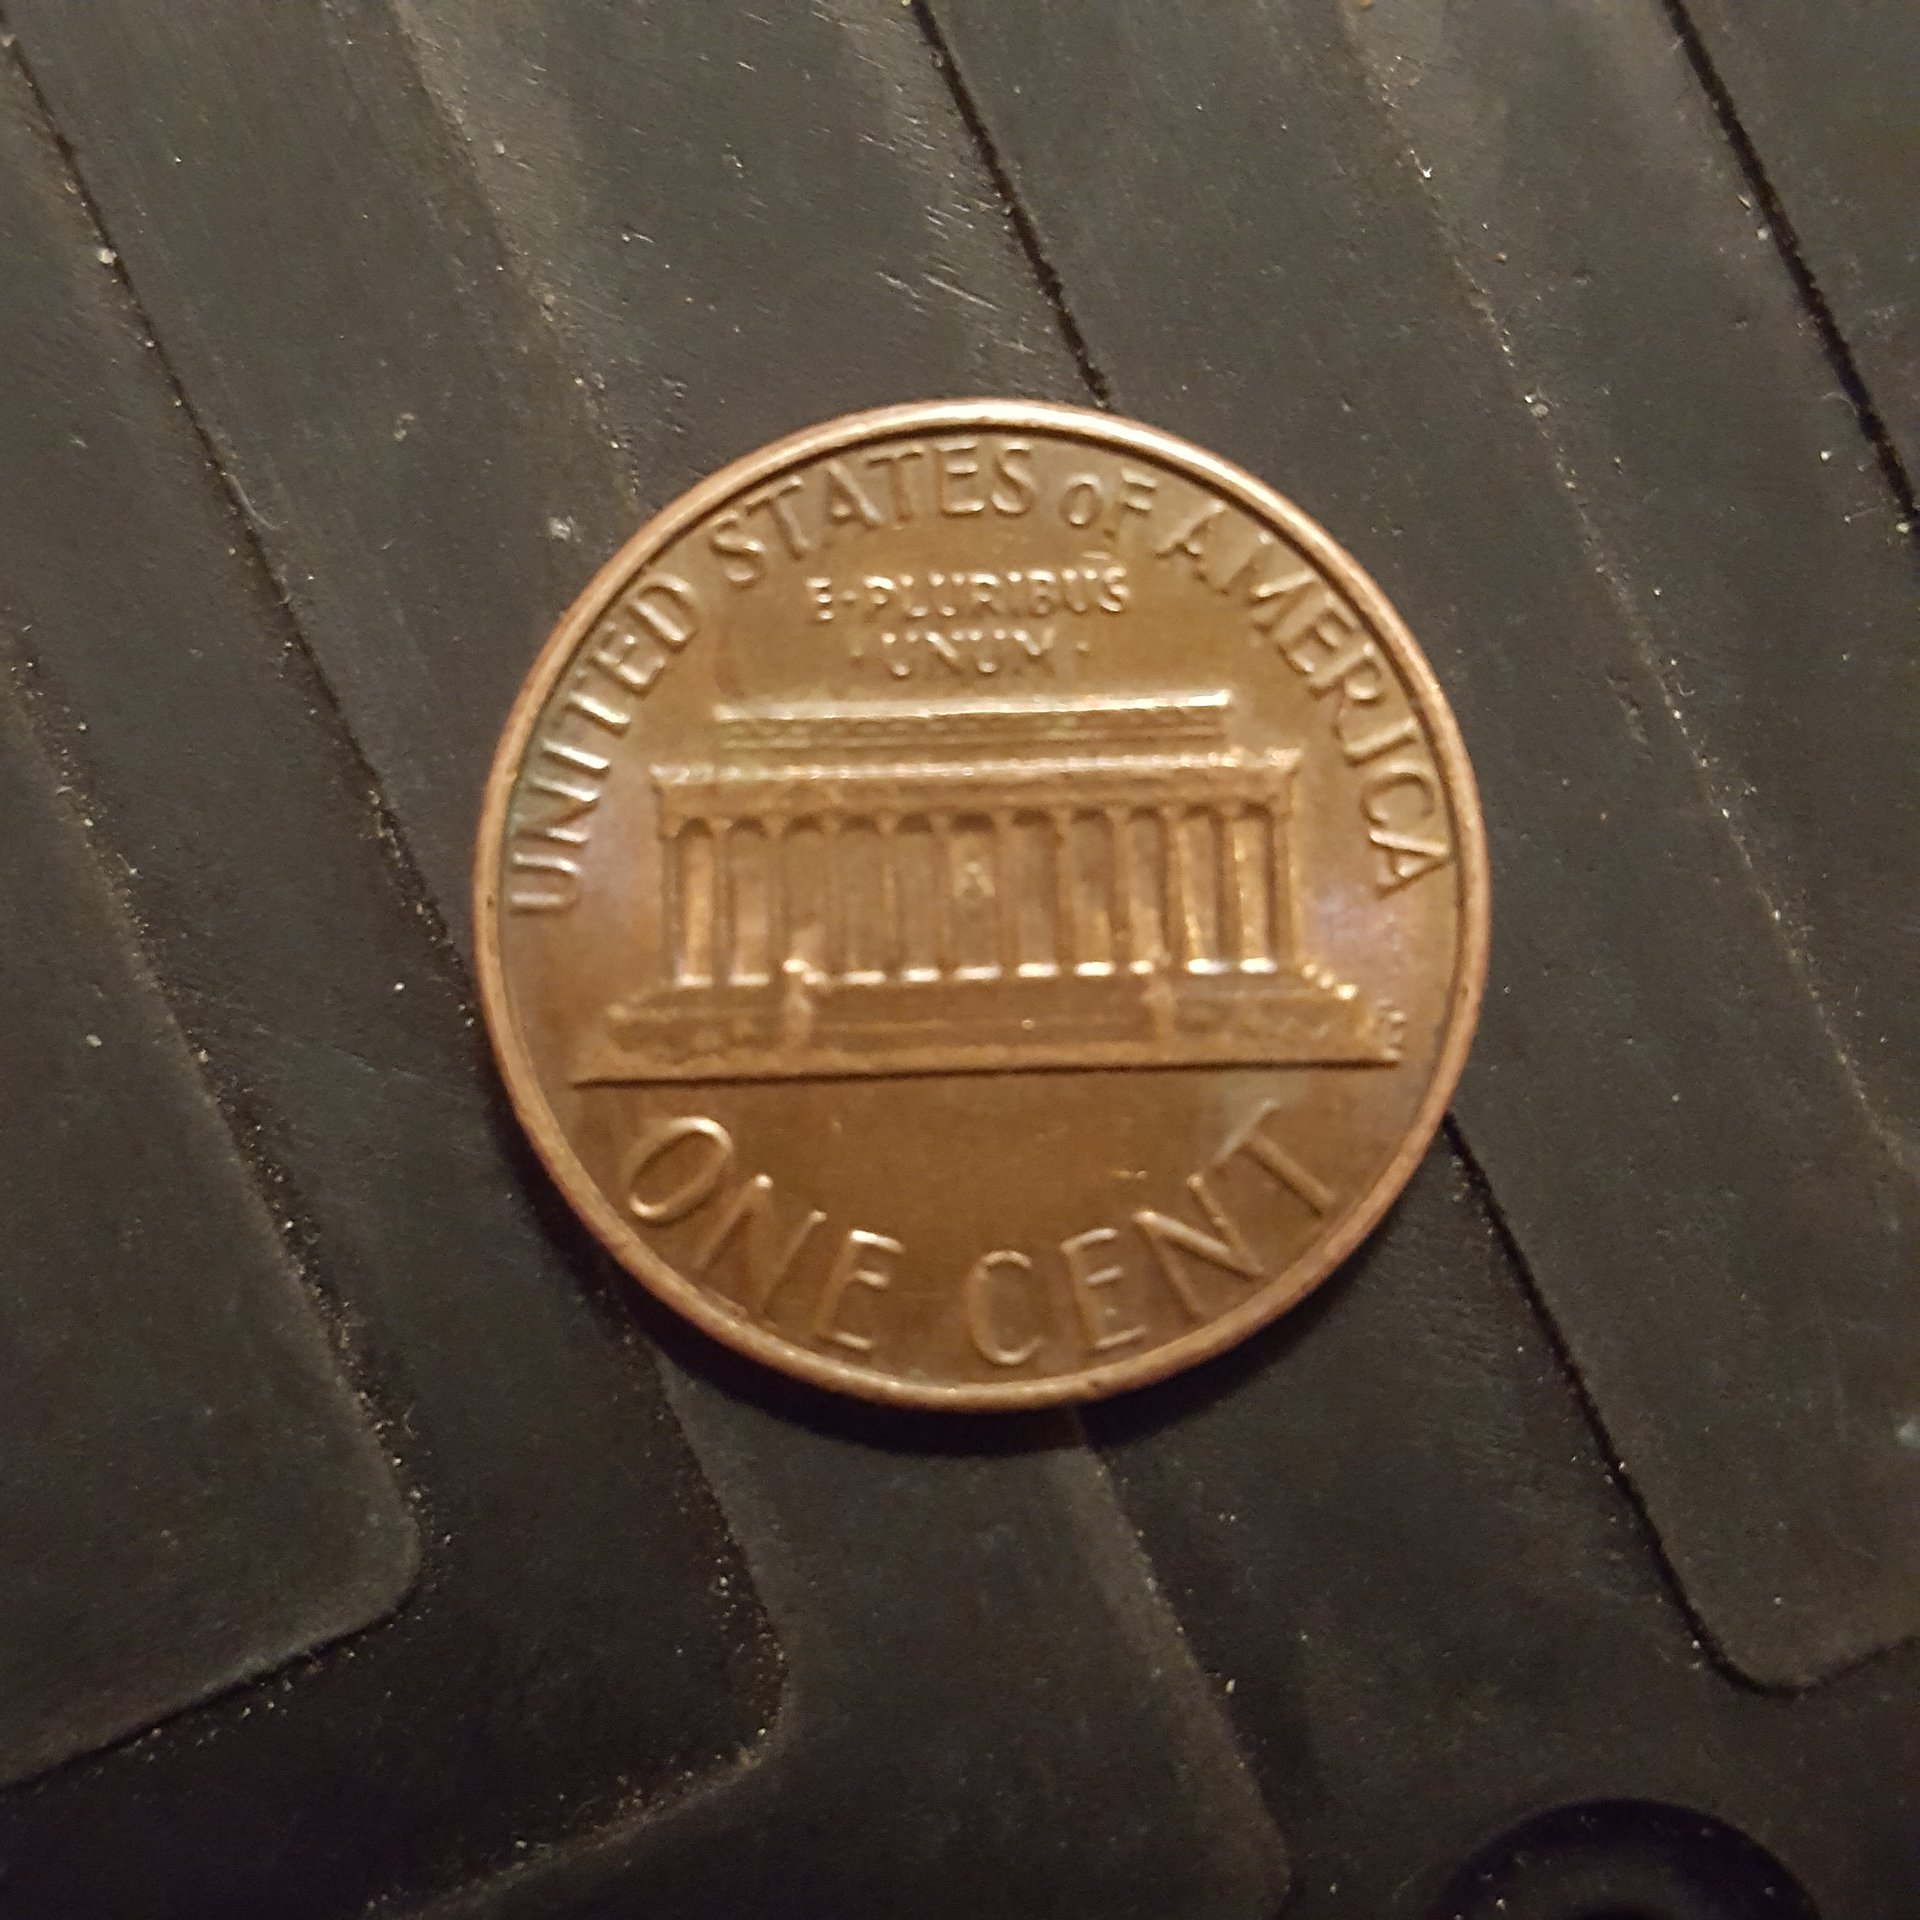 UNITED STATES OF AMERICA
E·PLURIBUS
·UNUM·
ONE CENT